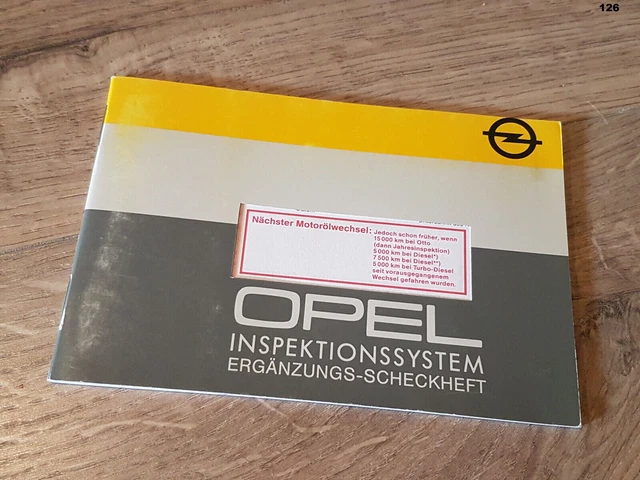 126
Nächster Motorölwechsel:
Jedoch schon früher, wenn
15 000 km bei Otto
(dann Jahresinspektion)
5 000 km bei Diesel*)
7 500 km bei Diesel**)
5 000 km bei Turbo-Diesel
seit vorausgegangenem
Wechsel gefahren wurden.
OPEL
INSPEKTIONSSYSTEM
ERGÄNZUNGS-SCHECKHEFT